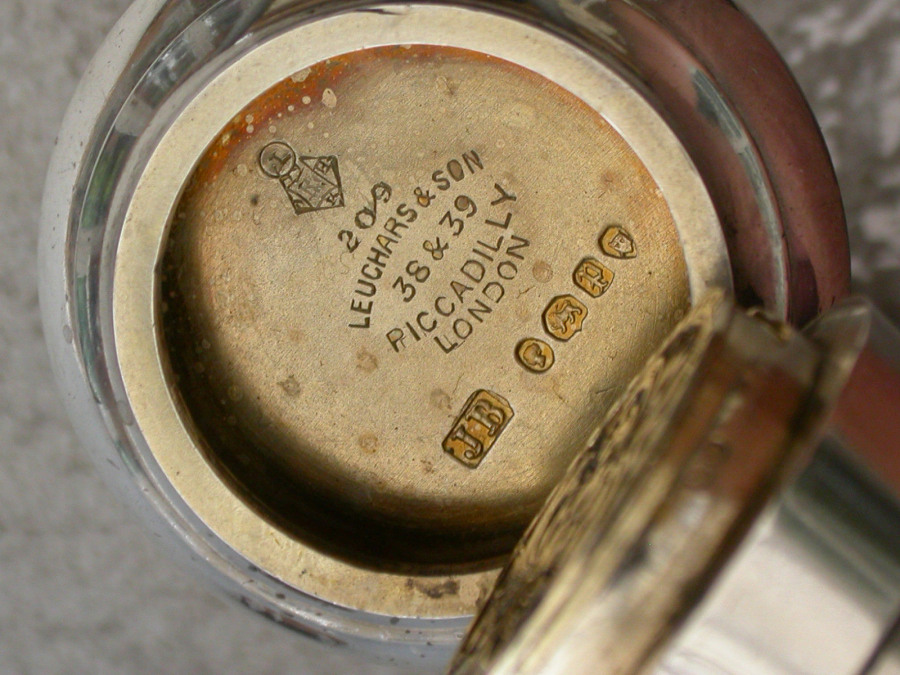 209
LEUCHARS & SON
38 & 39
PICCADILLY
LONDON
p
JB